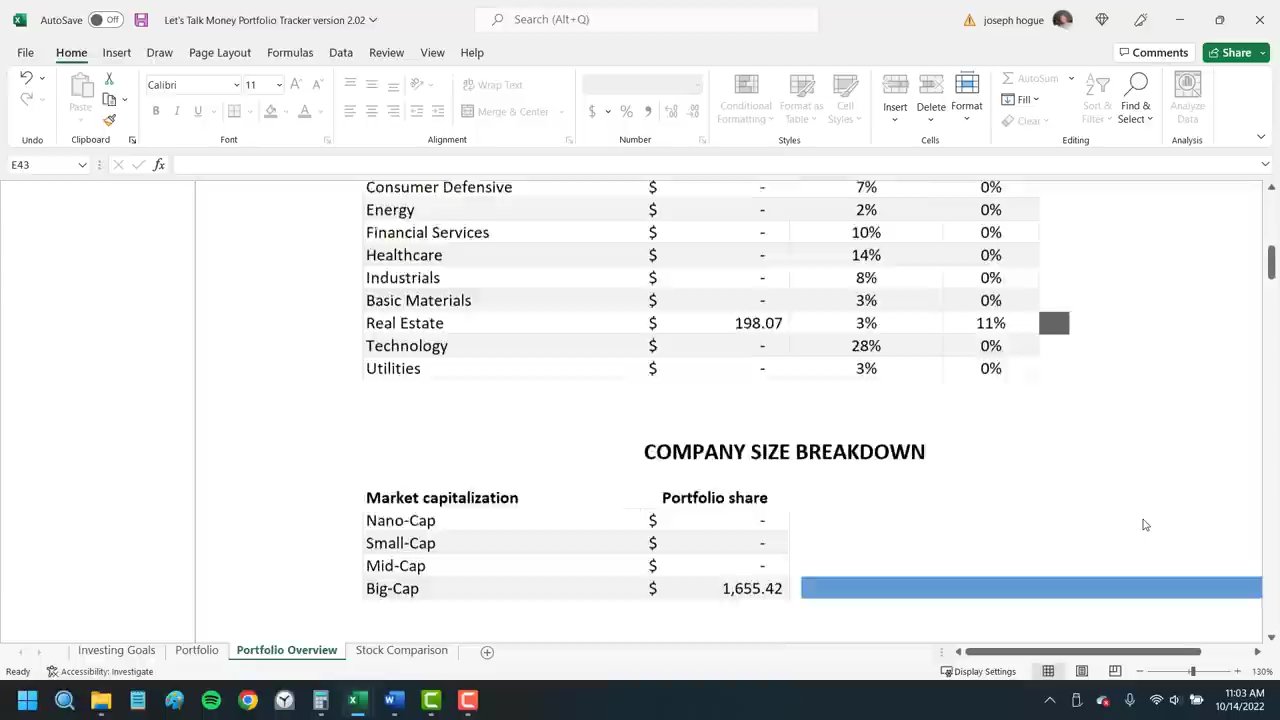 AutoSave Off Let's Talk Money Portfolio Tracker version 2.02 Search (Alt+Q) joseph hogue
File Home Insert Draw Page Layout Formulas Data Review View Help Comments Share
Calibri 11 Wrap Text AutoSum
Paste Conditional Format as Cell Insert Delete Format Fill Sort & Find & Analyze
B I U Merge & Center $ % Formatting Table Styles Clear Filter Select Data
Undo Clipboard Font Alignment Number Styles Cells Editing Analysis
E43 fx
Consumer Defensive $ - 7% 0%
Energy $ - 2% 0%
Financial Services $ - 10% 0%
Healthcare $ - 14% 0%
Industrials $ - 8% 0%
Basic Materials $ - 3% 0%
Real Estate $ 198.07 3% 11%
Technology $ - 28% 0%
Utilities $ - 3% 0%
COMPANY SIZE BREAKDOWN
Market capitalization Portfolio share
Nano-Cap $ -
Small-Cap $ -
Mid-Cap $ -
Big-Cap $ 1,655.42
Investing Goals Portfolio Portfolio Overview Stock Comparison
Ready Accessibility: Investigate Display Settings 130%
11:03 AM
10/14/2022